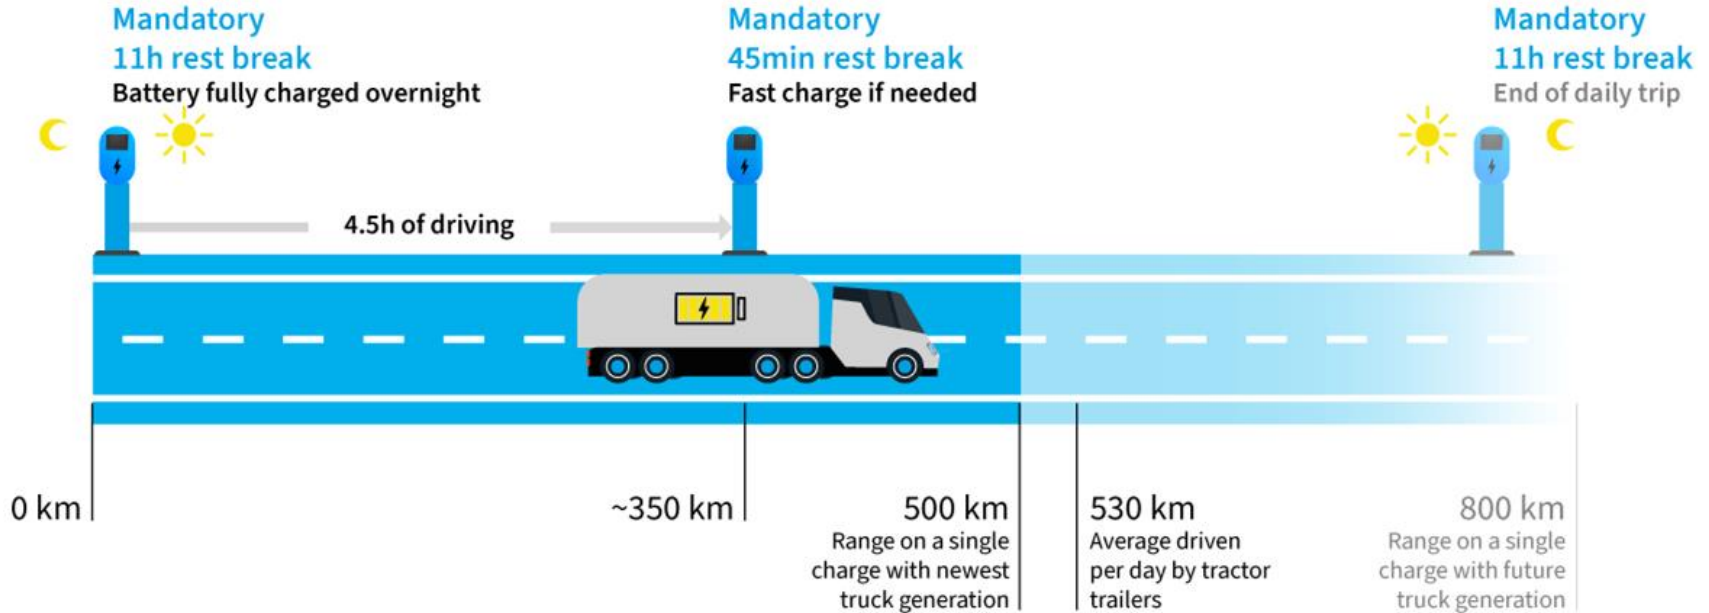 Mandatory
11h rest break
Battery fully charged overnight
Mandatory
45min rest break
Fast charge if needed
Mandatory
11h rest break
End of daily trip
4.5h of driving
0 km
~350 km
500 km
Range on a single
charge with newest
truck generation
530 km
Average driven
per day by tractor
trailers
800 km
Range on a single
charge with future
truck generation